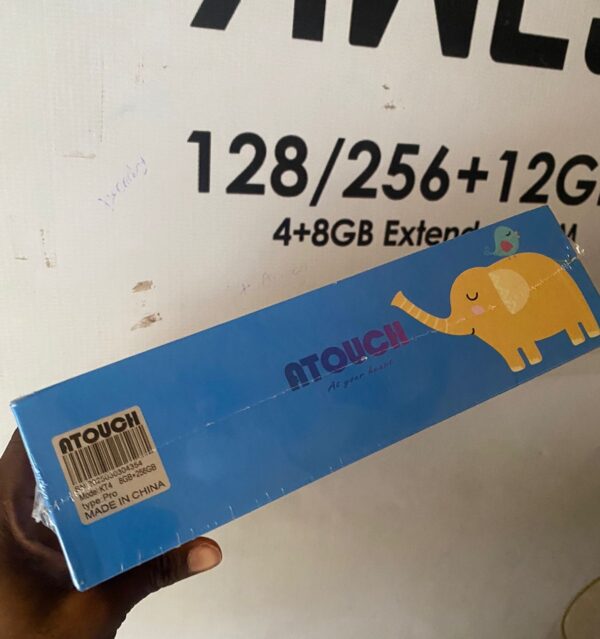 128/256+12G
4+8GB Extend
ATOUCH
At your heart
ATOUCH
Model:KT4 8GB+256GB
type: Pro
MADE IN CHINA